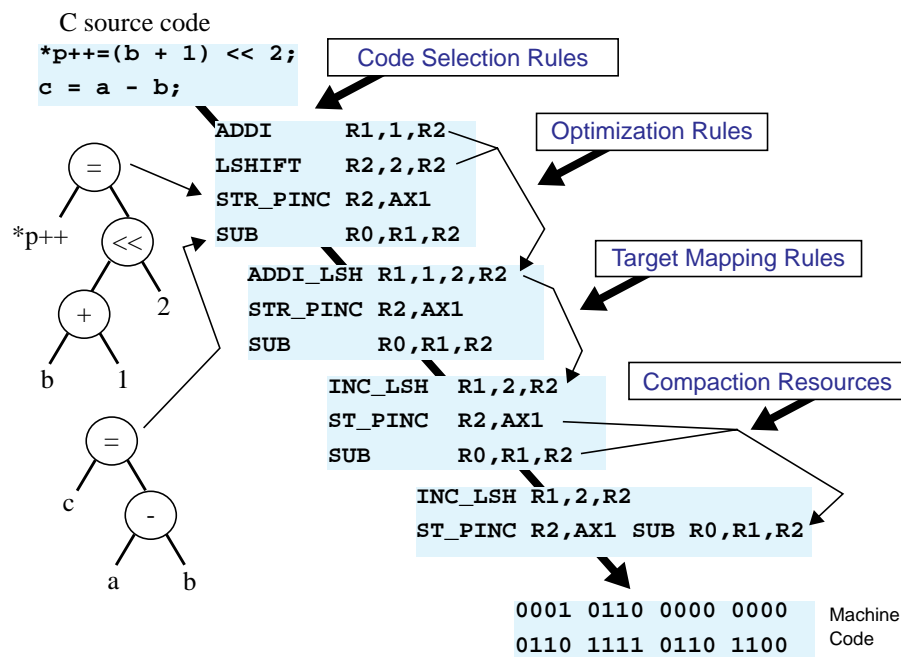 C source code
*p++=(b + 1) << 2;
c = a - b;
Code Selection Rules
ADDI R1,1,R2
LSHIFT R2,2,R2
STR_PINC R2,AX1
SUB R0,R1,R2
Optimization Rules
=
*p++
<<
+
2
b
1
ADDI_LSH R1,1,2,R2
STR_PINC R2,AX1
SUB R0,R1,R2
Target Mapping Rules
INC_LSH R1,2,R2
ST_PINC R2,AX1
SUB R0,R1,R2
Compaction Resources
=
c
-
a
b
INC_LSH R1,2,R2
ST_PINC R2,AX1 SUB R0,R1,R2
0001 0110 0000 0000
0110 1111 0110 1100
Machine
Code